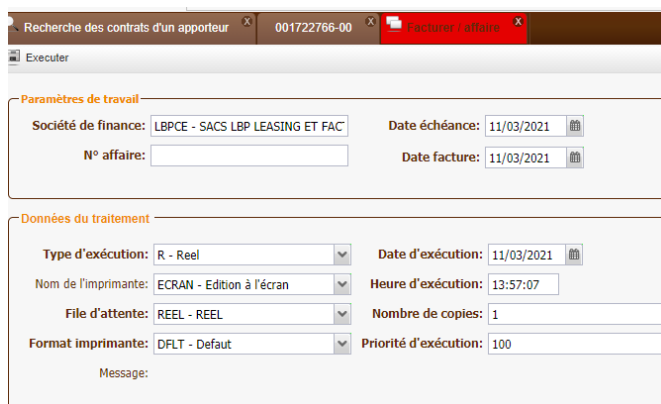 Recherche des contrats d'un apporteur X 001722766-00 X Facturer / affaire X
Executer
Paramètres de travail
Société de finance: LBPCE - SACS LBP LEASING ET FAC Date échéance: 11/03/2021
N° affaire: Date facture: 11/03/2021
Données du traitement
Type d'exécution: R - Reel Date d'exécution: 11/03/2021
Nom de l'imprimante: ECRAN - Edition à l'écran Heure d'exécution: 13:57:07
File d'attente: REEL - REEL Nombre de copies: 1
Format imprimante: DFLT - Defaut Priorité d'exécution: 100
Message: